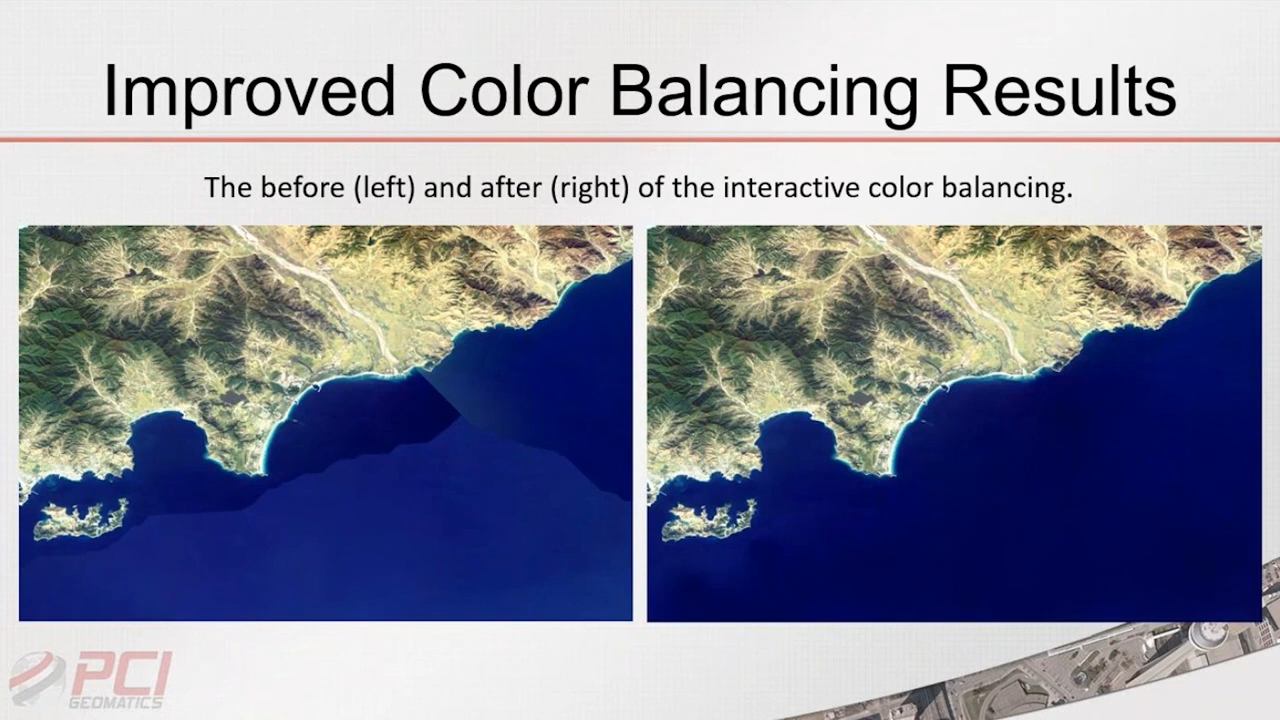 Improved Color Balancing Results
The before (left) and after (right) of the interactive color balancing.
PCI
GEOMATICS